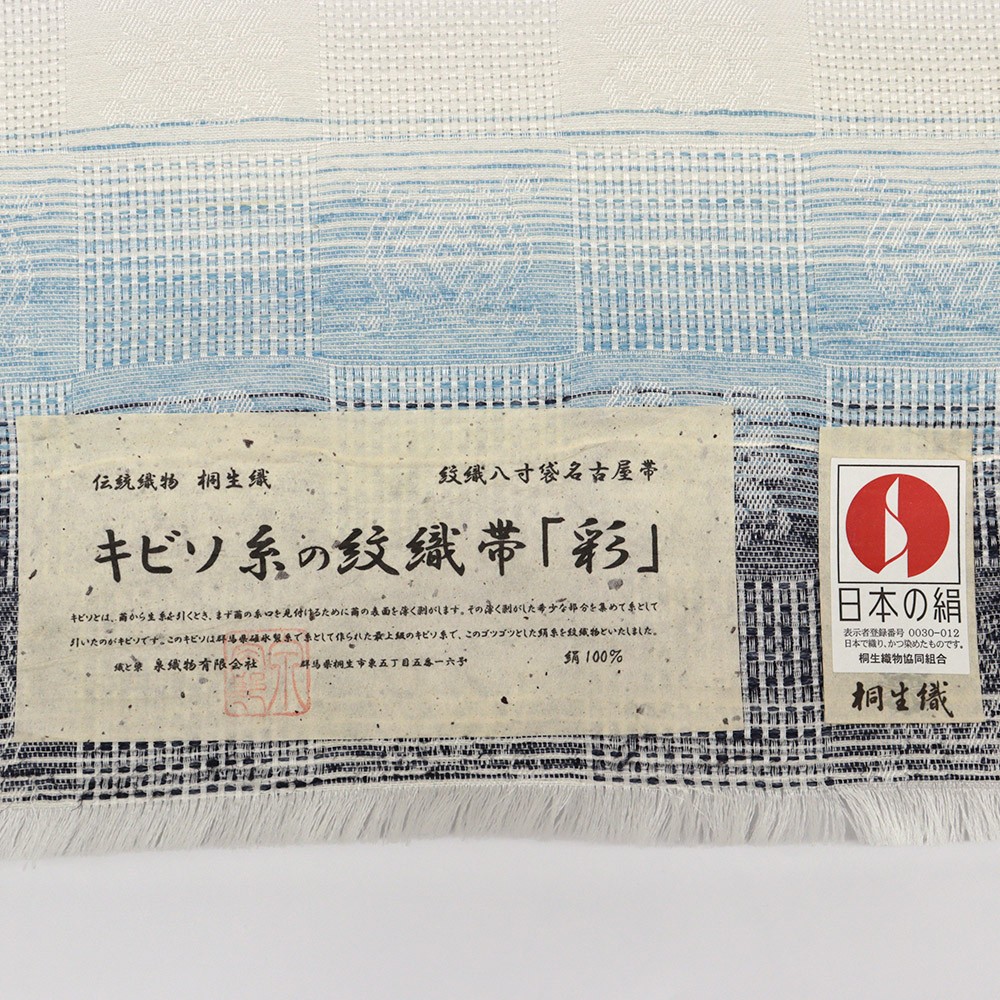 伝統織物 桐生織
紋織八寸袋名古屋帯
キビソ糸の紋織帯「彩」
キビソとは、繭から生糸を引くとき、まず繭の糸口を見付けるために繭の表面を薄く剥がします。その薄く剥がした希少な部分を集めて糸として
引いたのがキビソです。このキビソは群馬県碓氷製糸で糸として作られた最上級のキビソ糸で、このゴツゴツとした絹糸を紋織物といたしました。
織と染 泉織物有限会社 群馬県桐生市東五丁目五番一六号 絹100%
日本の絹
表示者登録番号 0030-012
日本で織り、かつ染めたものです。
桐生織物協同組合
桐生織